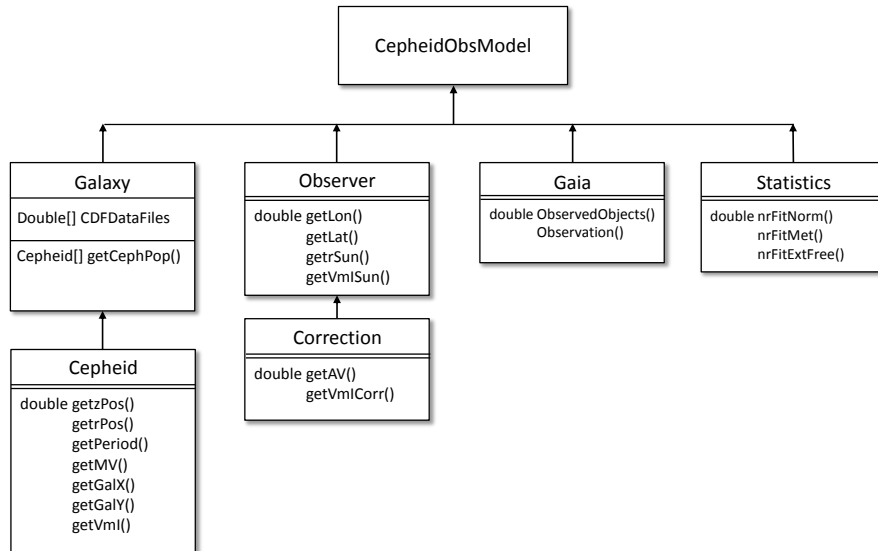 CepheidObsModel
Galaxy
Double[] CDFDataFiles
Cepheid[] getCephPop()
Observer
double getLon()
getLat()
getrSun()
getVmISun()
Gaia
double ObservedObjects()
Observation()
Statistics
double nrFitNorm()
nrFitMet()
nrFitExtFree()
Cepheid
double getzPos()
getrPos()
getPeriod()
getMV()
getGalX()
getGalY()
getVmI()
Correction
double getAV()
getVmICorr()